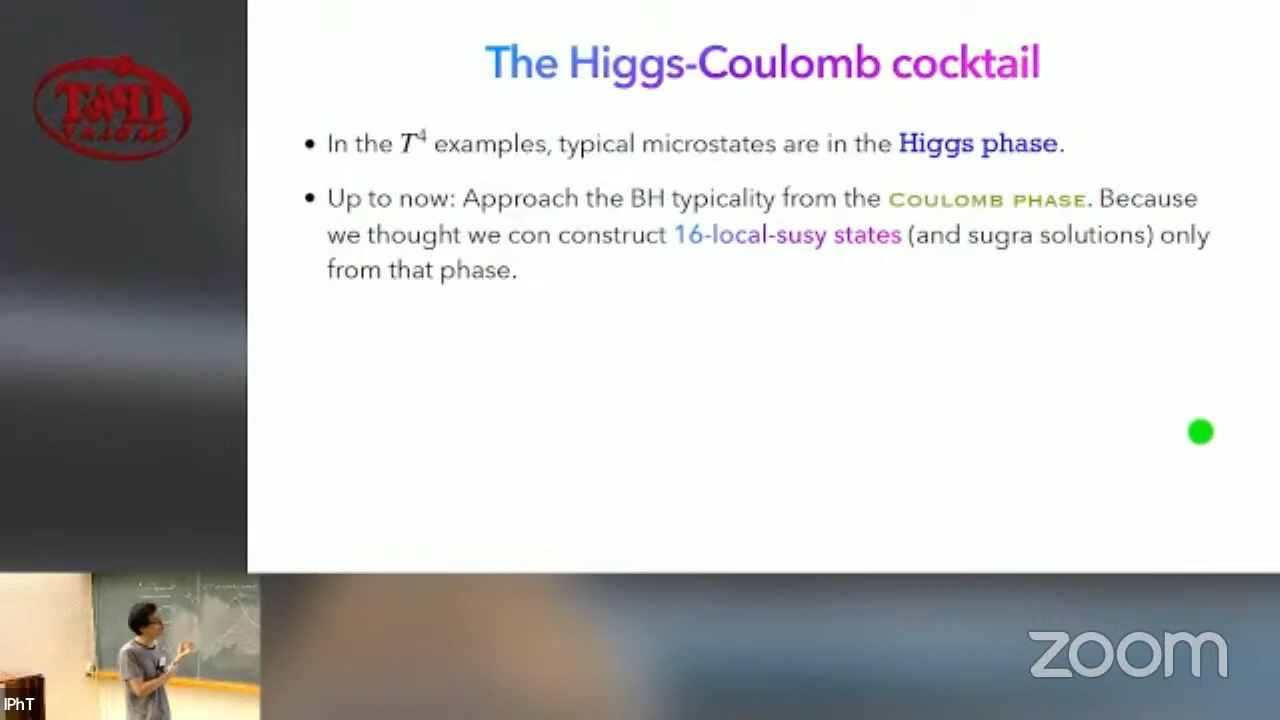 The Higgs-Coulomb cocktail
• In the T⁴ examples, typical microstates are in the Higgs phase.
• Up to now: Approach the BH typicality from the COULOMB PHASE. Because
we thought we con construct 16-local-susy states (and sugra solutions) only
from that phase.
zoom
IPhT